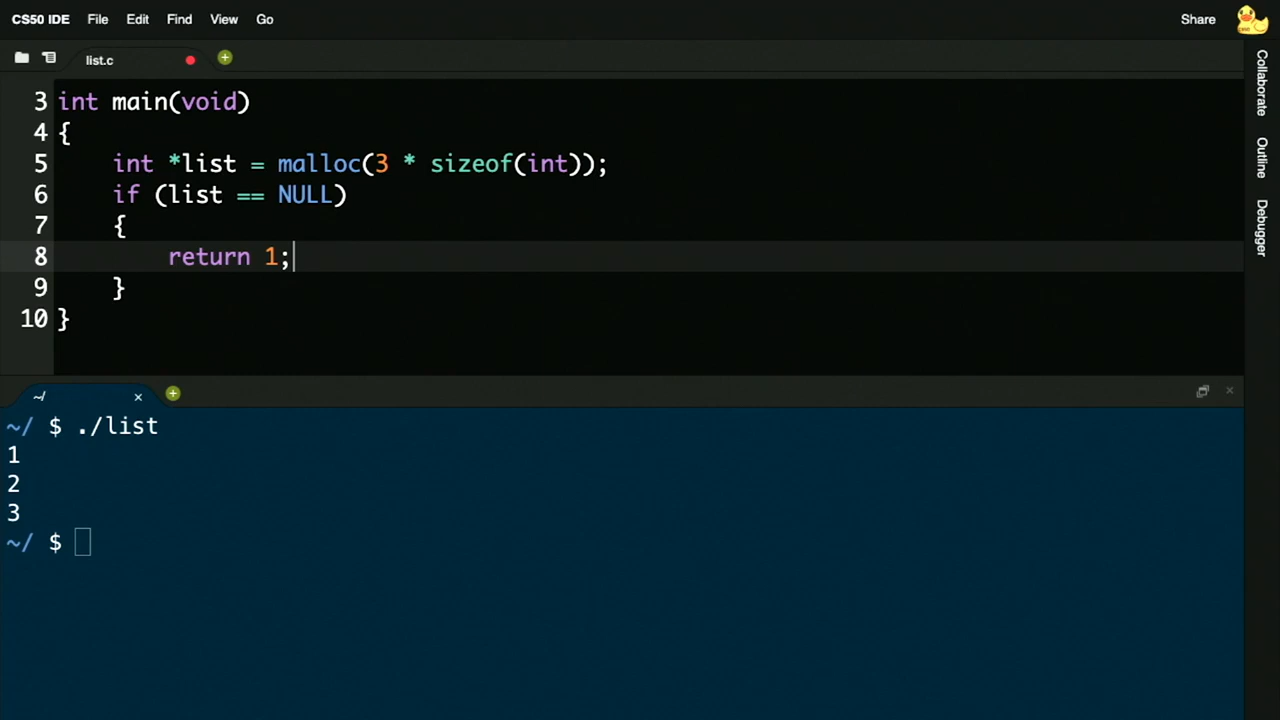 CS50 IDE File Edit Find View Go Share
list.c
3 int main(void)
4 {
5 int *list = malloc(3 * sizeof(int));
6 if (list == NULL)
7 {
8 return 1;
9 }
10 }
~/
~/ $ ./list
1
2
3
~/ $
Collaborate
Outline
Debugger